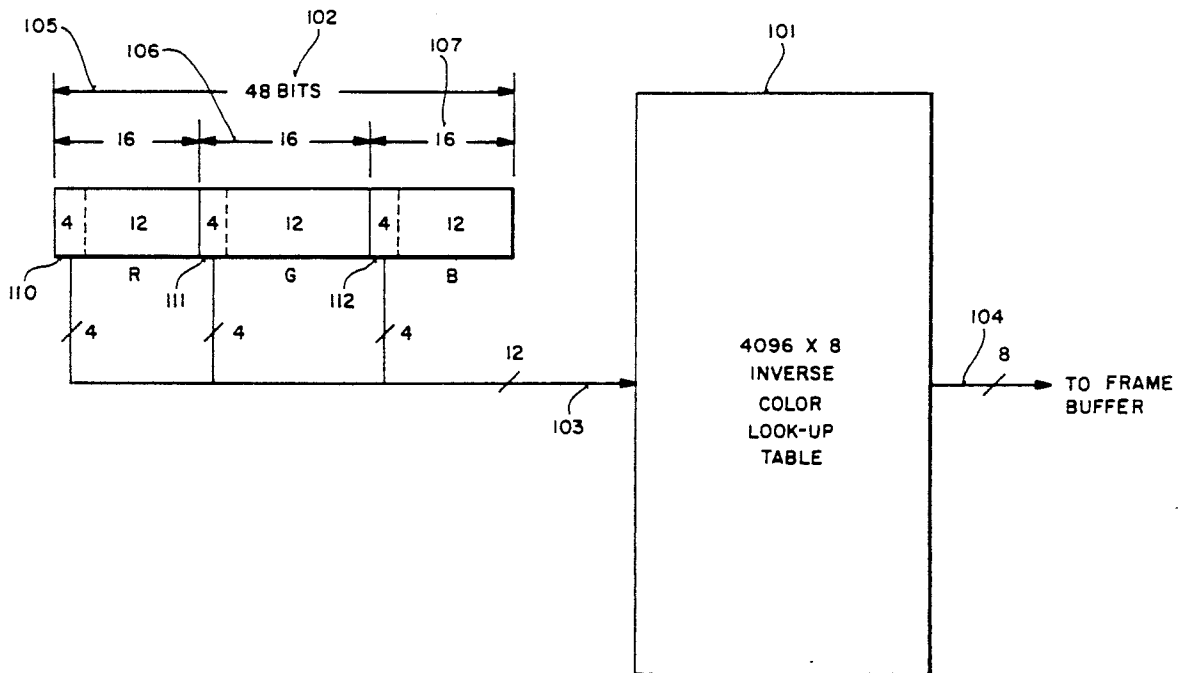 105
102
106
107
101
48 BITS
16 16 16
4 12 4 12 4 12
110 R 111 G 112 B
4 4 4
12
103
4096 X 8
INVERSE
COLOR
LOOK-UP
TABLE
104
8
TO FRAME
BUFFER